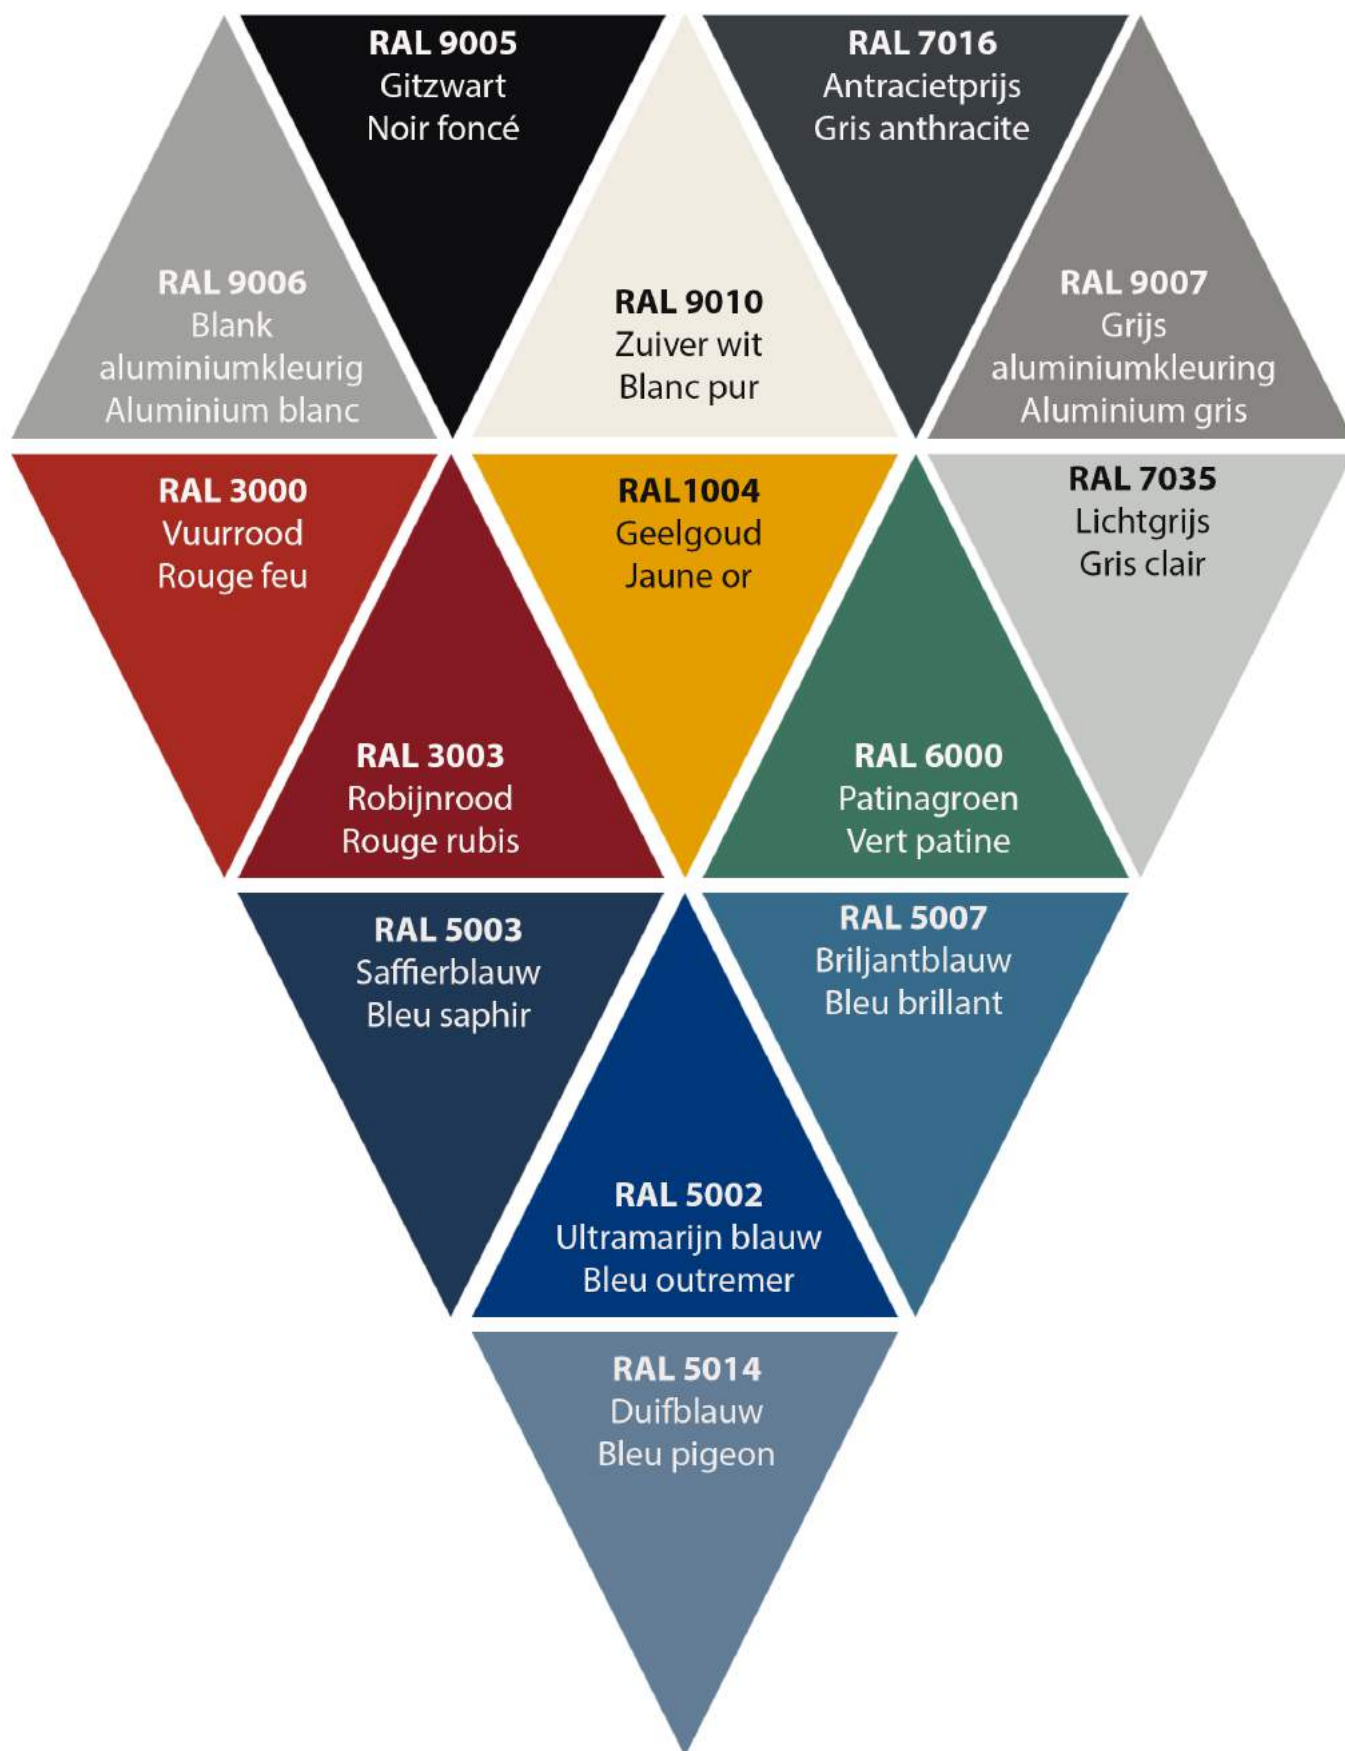 RAL 9005
Gitzwart
Noir foncé
RAL 7016
Antracietprijs
Gris anthracite
RAL 9006
Blank
aluminiumkleurig
Aluminium blanc
RAL 9010
Zuiver wit
Blanc pur
RAL 9007
Grijs
aluminiumkleuring
Aluminium gris
RAL 3000
Vuurrood
Rouge feu
RAL1004
Geelgoud
Jaune or
RAL 7035
Lichtgrijs
Gris clair
RAL 3003
Robijnrood
Rouge rubis
RAL 6000
Patinagroen
Vert patine
RAL 5003
Saffierblauw
Bleu saphir
RAL 5007
Briljantblauw
Bleu brillant
RAL 5002
Ultramarijn blauw
Bleu outremer
RAL 5014
Duifblauw
Bleu pigeon